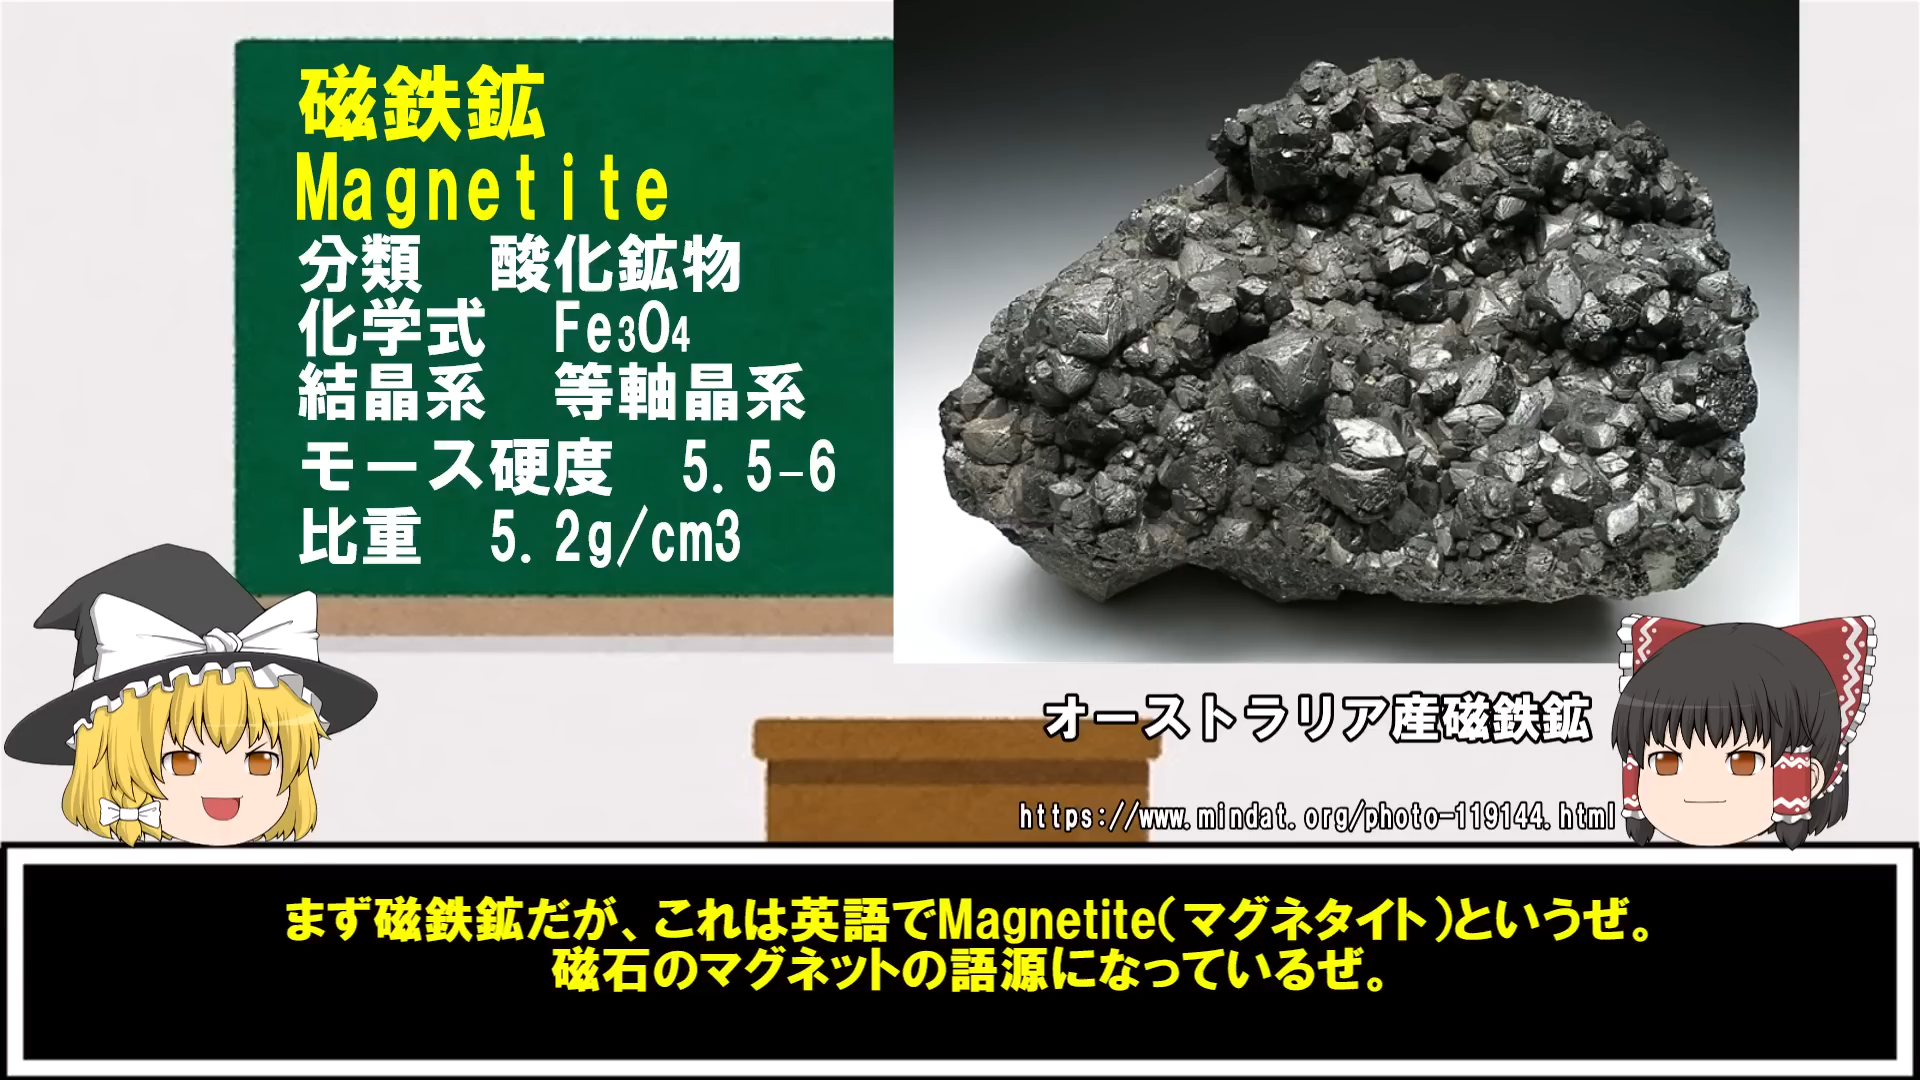 磁鉄鉱
Magnetite
分類　酸化鉱物
化学式　Fe3O4
結晶系　等軸晶系
モース硬度　5.5-6
比重　5.2g/cm3
オーストラリア産磁鉄鉱
https://www.mindat.org/photo-119144.html
まず磁鉄鉱だが、これは英語でMagnetite(マグネタイト)というぜ。
磁石のマグネットの語源になっているぜ。